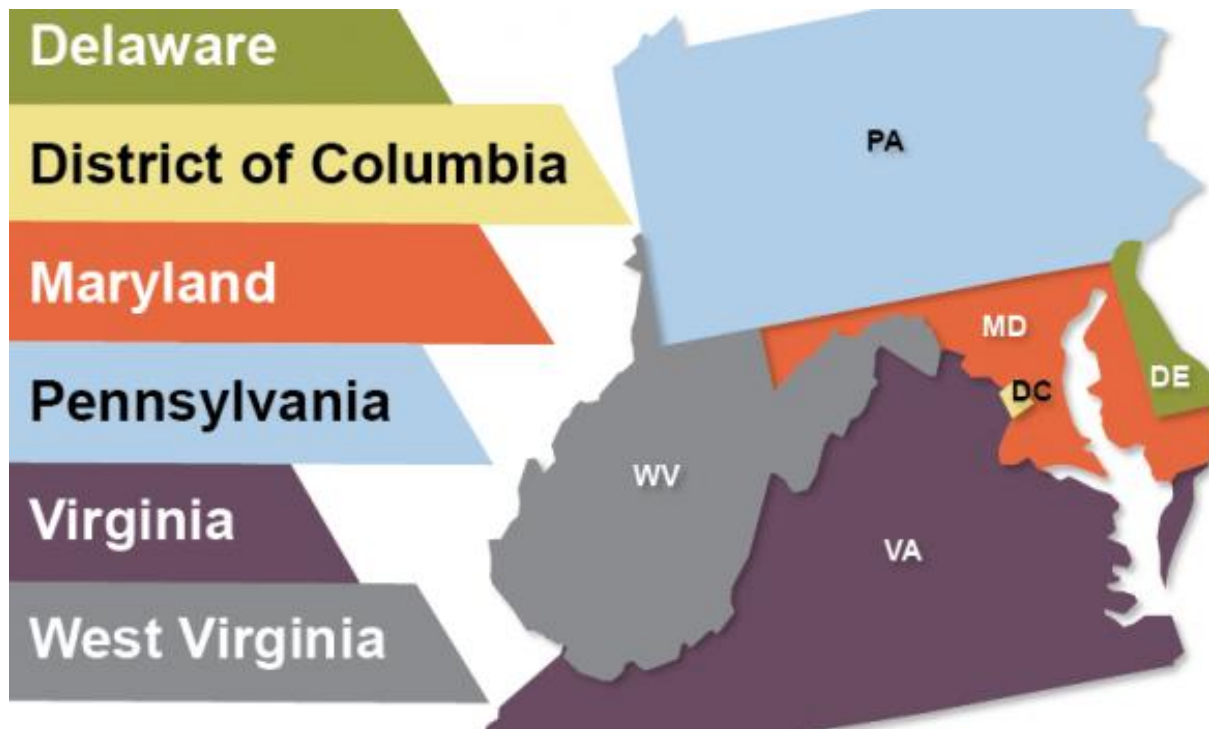 Delaware
District of Columbia
Maryland
Pennsylvania
Virginia
West Virginia
PA
MD
DE
DC
WV
VA